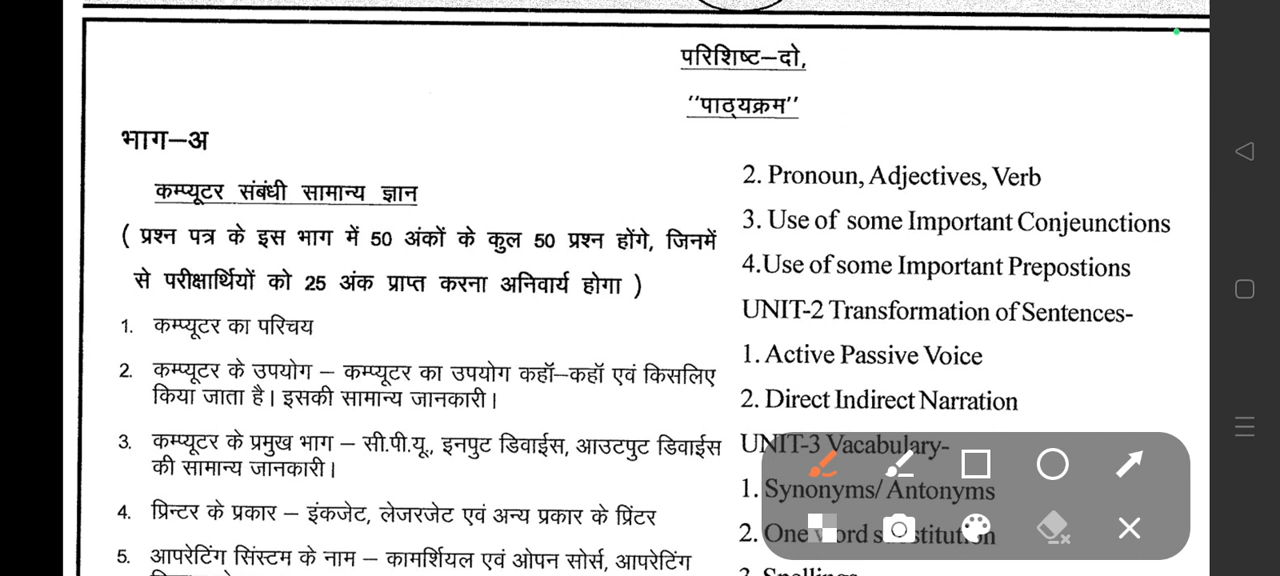 परिशिष्ट–दो,
''पाठ्यक्रम''
भाग–अ
कम्प्यूटर संबंधी सामान्य ज्ञान
( प्रश्न पत्र के इस भाग में 50 अंकों के कुल 50 प्रश्न होंगे, जिनमें
से परीक्षार्थियों को 25 अंक प्राप्त करना अनिवार्य होगा )
1. कम्प्यूटर का परिचय
2. कम्प्यूटर के उपयोग – कम्प्यूटर का उपयोग कहॉ–कहॉ एवं किसलिए
किया जाता है। इसकी सामान्य जानकारी।
3. कम्प्यूटर के प्रमुख भाग – सी.पी.यू., इनपुट डिवाईस, आउटपुट डिवाईस
की सामान्य जानकारी।
4. प्रिन्टर के प्रकार – इंकजेट, लेजरजेट एवं अन्य प्रकार के प्रिंटर
5. आपरेटिंग सिंस्टम के नाम – कामर्शियल एवं ओपन सोर्स, आपरेटिंग
2. Pronoun, Adjectives, Verb
3. Use of some Important Conjeunctions
4.Use of some Important Prepostions
UNIT-2 Transformation of Sentences-
1. Active Passive Voice
2. Direct Indirect Narration
UNIT-3 Vacabulary-
1. Synonyms/ Antonyms
2. One word
3. Spellings